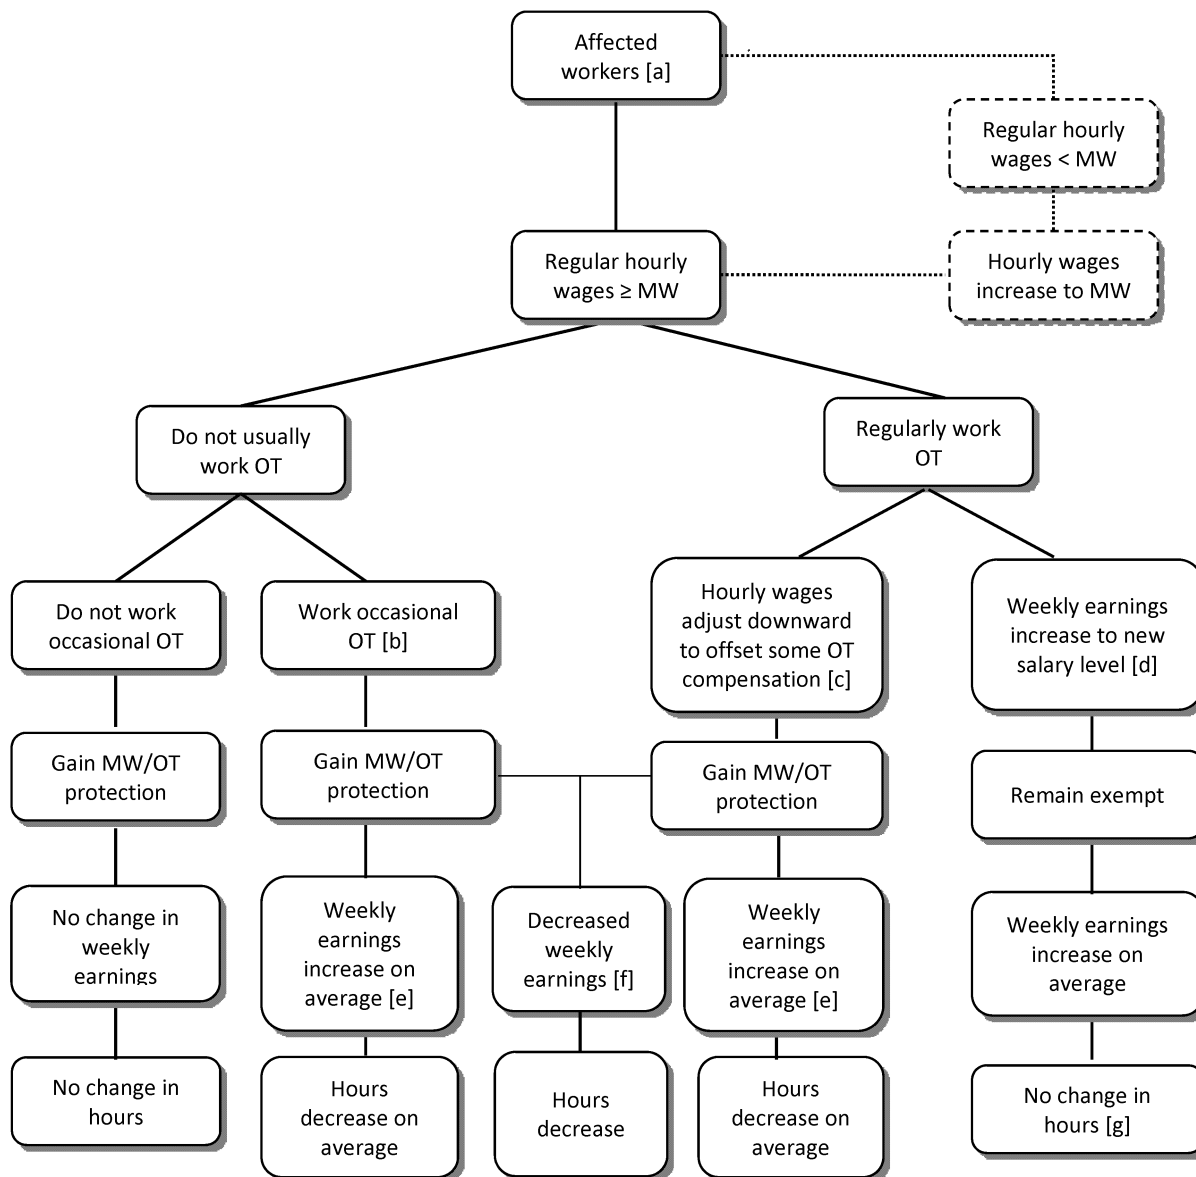 Affected
workers [a]
Regular hourly
wages < MW
Regular hourly
wages ≥ MW
Hourly wages
increase to MW
Do not usually
work OT
Regularly work
OT
Do not work
occasional OT
Work occasional
OT [b]
Hourly wages
adjust downward
to offset some OT
compensation [c]
Weekly earnings
increase to new
salary level [d]
Gain MW/OT
protection
Gain MW/OT
protection
Gain MW/OT
protection
Remain exempt
No change in
weekly
earnings
Weekly
earnings
increase on
average [e]
Decreased
weekly
earnings [f]
Weekly
earnings
increase on
average [e]
Weekly earnings
increase on
average
No change in
hours
Hours
decrease on
average
Hours
decrease
Hours
decrease on
average
No change in
hours [g]